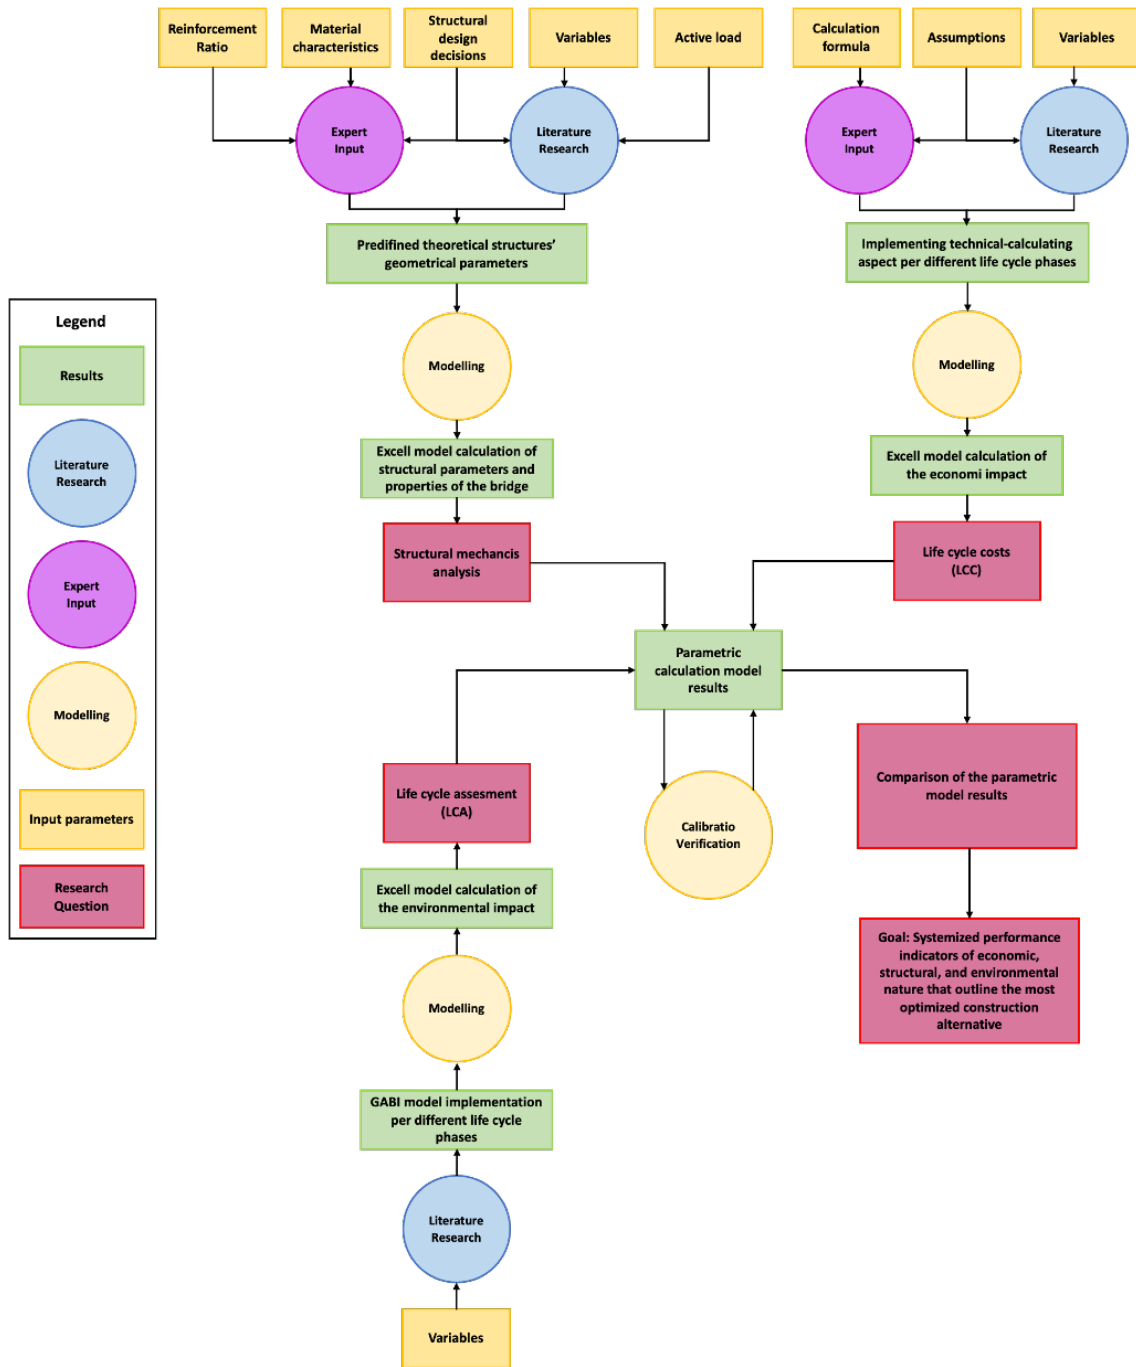 Reinforcement
Ratio
Material
characteristics
Structural
design
decisions
Variables
Active load
Calculation
formula
Assumptions
Variables
Expert
Input
Literature
Research
Expert
Input
Literature
Research
Predifined theoretical structures'
geometrical parameters
Implementing technical-calculating
aspect per different life cycle phases
Legend
Results
Literature
Research
Expert
Input
Modelling
Input parameters
Research
Question
Modelling
Modelling
Excell model calculation of
structural parameters and
properties of the bridge
Excell model calculation of
the economi impact
Structural mechancis
analysis
Life cycle costs
(LCC)
Parametric
calculation model
results
Life cycle assesment
(LCA)
Calibratio
Verification
Comparison of the parametric
model results
Excell model calculation of
the environmental impact
Goal: Systemized performance
indicators of economic,
structural, and environmental
nature that outline the most
optimized construction
alternative
Modelling
GABI model implementation
per different life cycle
phases
Literature
Research
Variables